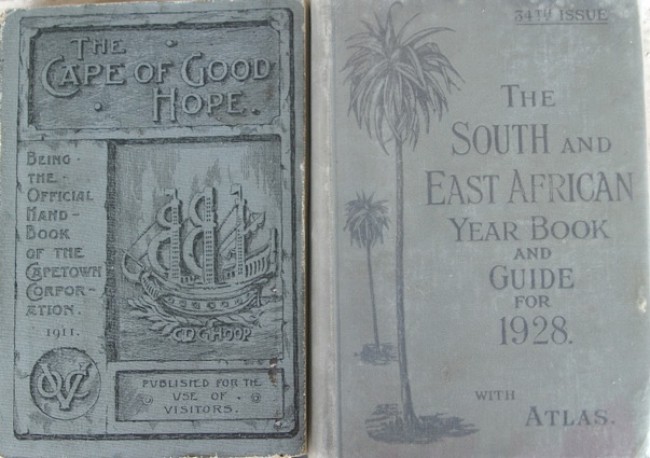 THE
CAPE OF GOOD
HOPE.
BEING
THE
OFFICIAL
HAND-
BOOK
OF THE
CAPETOWN
CORPOR-
ATION.
1911.
PUBLISHED FOR THE
USE OF
VISITORS.
34TH ISSUE
THE
SOUTH AND
EAST AFRICAN
YEAR BOOK
AND
GUIDE
FOR
1928.
WITH
ATLAS.